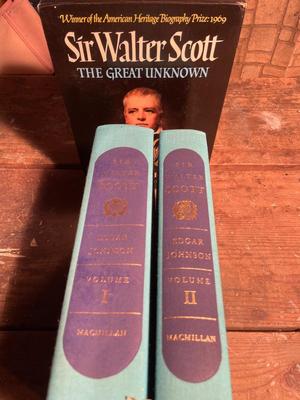 Winner of the American Heritage Biography Prize: 1969
Sir Walter Scott
THE GREAT UNKNOWN
SIR
WALTER
SCOTT
EDGAR
JOHNSON
VOLUME
I
MACMILLAN
SIR
WALTER
SCOTT
EDGAR
JOHNSON
VOLUME
II
MACMILLAN